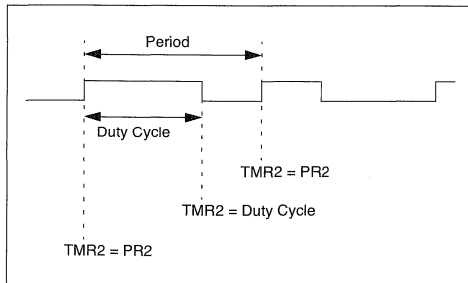 Period
Duty Cycle
TMR2 = PR2
TMR2 = Duty Cycle
TMR2 = PR2